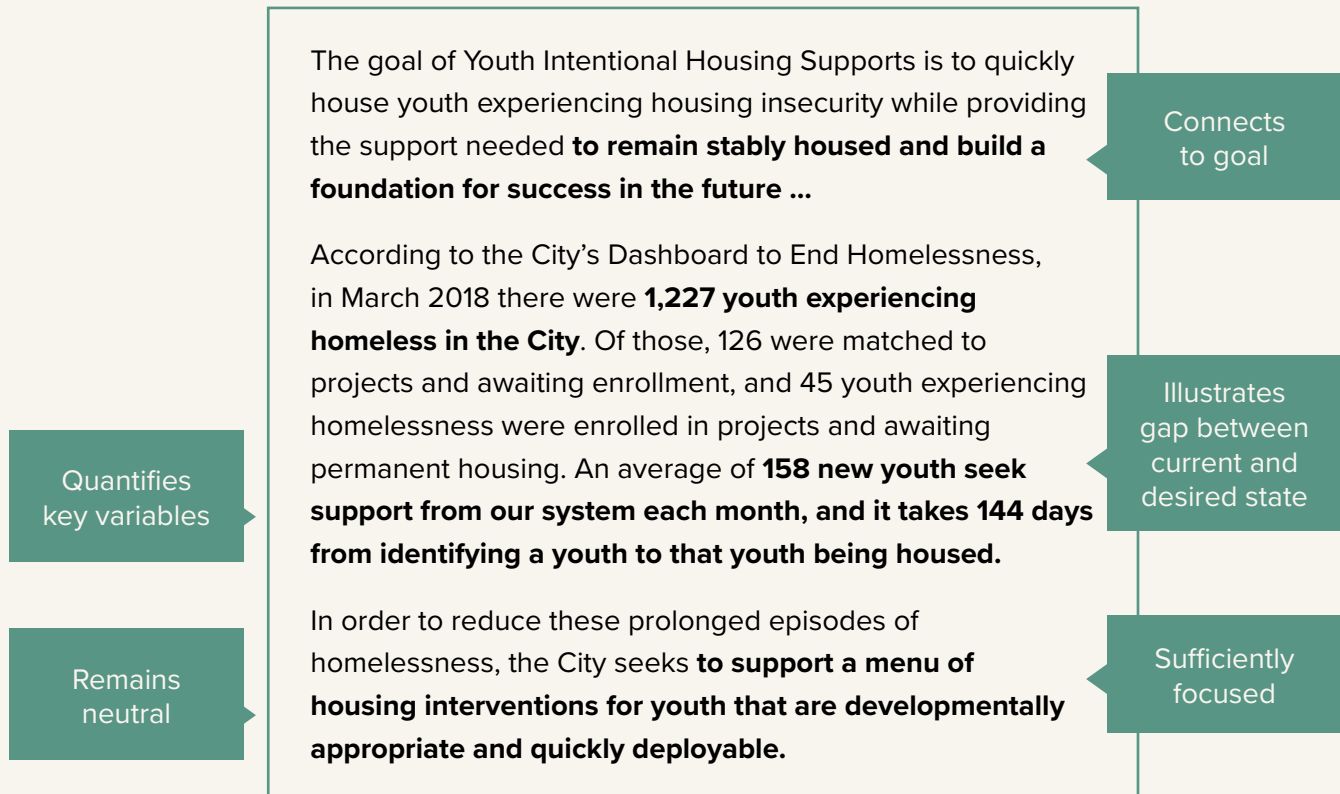 The goal of Youth Intentional Housing Supports is to quickly
house youth experiencing housing insecurity while providing
the support needed to remain stably housed and build a
foundation for success in the future ...
Connects
to goal
According to the City’s Dashboard to End Homelessness,
in March 2018 there were 1,227 youth experiencing
homeless in the City. Of those, 126 were matched to
projects and awaiting enrollment, and 45 youth experiencing
homelessness were enrolled in projects and awaiting
permanent housing. An average of 158 new youth seek
support from our system each month, and it takes 144 days
from identifying a youth to that youth being housed.
Illustrates
gap between
current and
desired state
Quantifies
key variables
In order to reduce these prolonged episodes of
homelessness, the City seeks to support a menu of
housing interventions for youth that are developmentally
appropriate and quickly deployable.
Remains
neutral
Sufficiently
focused